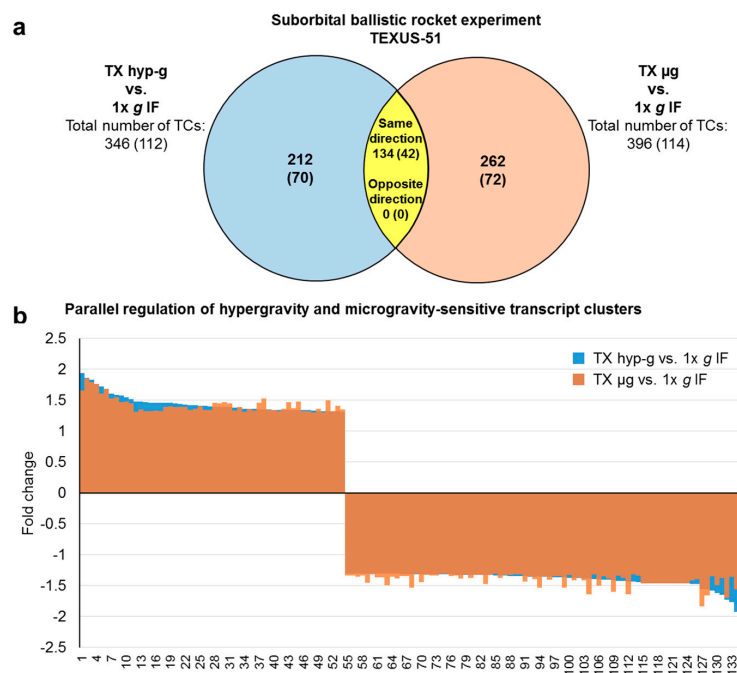 a
Suborbital ballistic rocket experiment
TEXUS-51
TX hyp-g
vs.
1x g IF
Total number of TCs:
346 (112)
212
(70)
Same
direction
134 (42)
Opposite
direction
0 (0)
262
(72)
TX µg
vs.
1x g IF
Total number of TCs:
396 (114)
b
Parallel regulation of hypergravity and microgravity-sensitive transcript clusters
Fold change
2.5
2
1.5
1
0.5
0
-0.5
-1
-1.5
-2
-2.5
TX hyp-g vs. 1x g IF
TX µg vs. 1x g IF
1 4 7 10 13 16 19 22 25 28 31 34 37 40 43 46 49 52 55 58 61 64 67 70 73 76 79 82 85 88 91 94 97 100 103 106 109 112 115 118 121 124 127 130 133